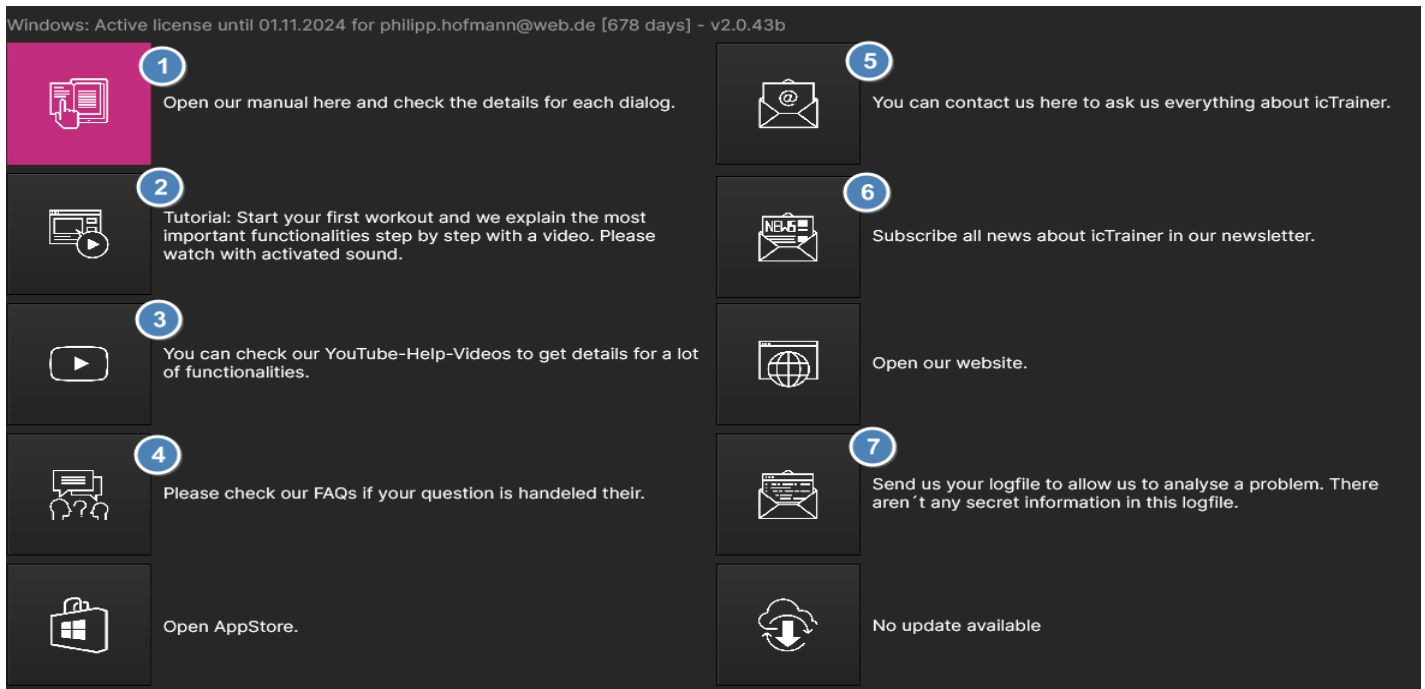 Windows: Active license until 01.11.2024 for philipp.hofmann@web.de [678 days] - v2.0.43b
1
Open our manual here and check the details for each dialog.
2
Tutorial: Start your first workout and we explain the most
important functionalities step by step with a video. Please
watch with activated sound.
3
You can check our YouTube-Help-Videos to get details for a lot
of functionalities.
4
Please check our FAQs if your question is handeled their.
Open AppStore.
5
@
You can contact us here to ask us everything about icTrainer.
6
NEWS
Subscribe all news about icTrainer in our newsletter.
Open our website.
7
Send us your logfile to allow us to analyse a problem. There
aren´t any secret information in this logfile.
No update available